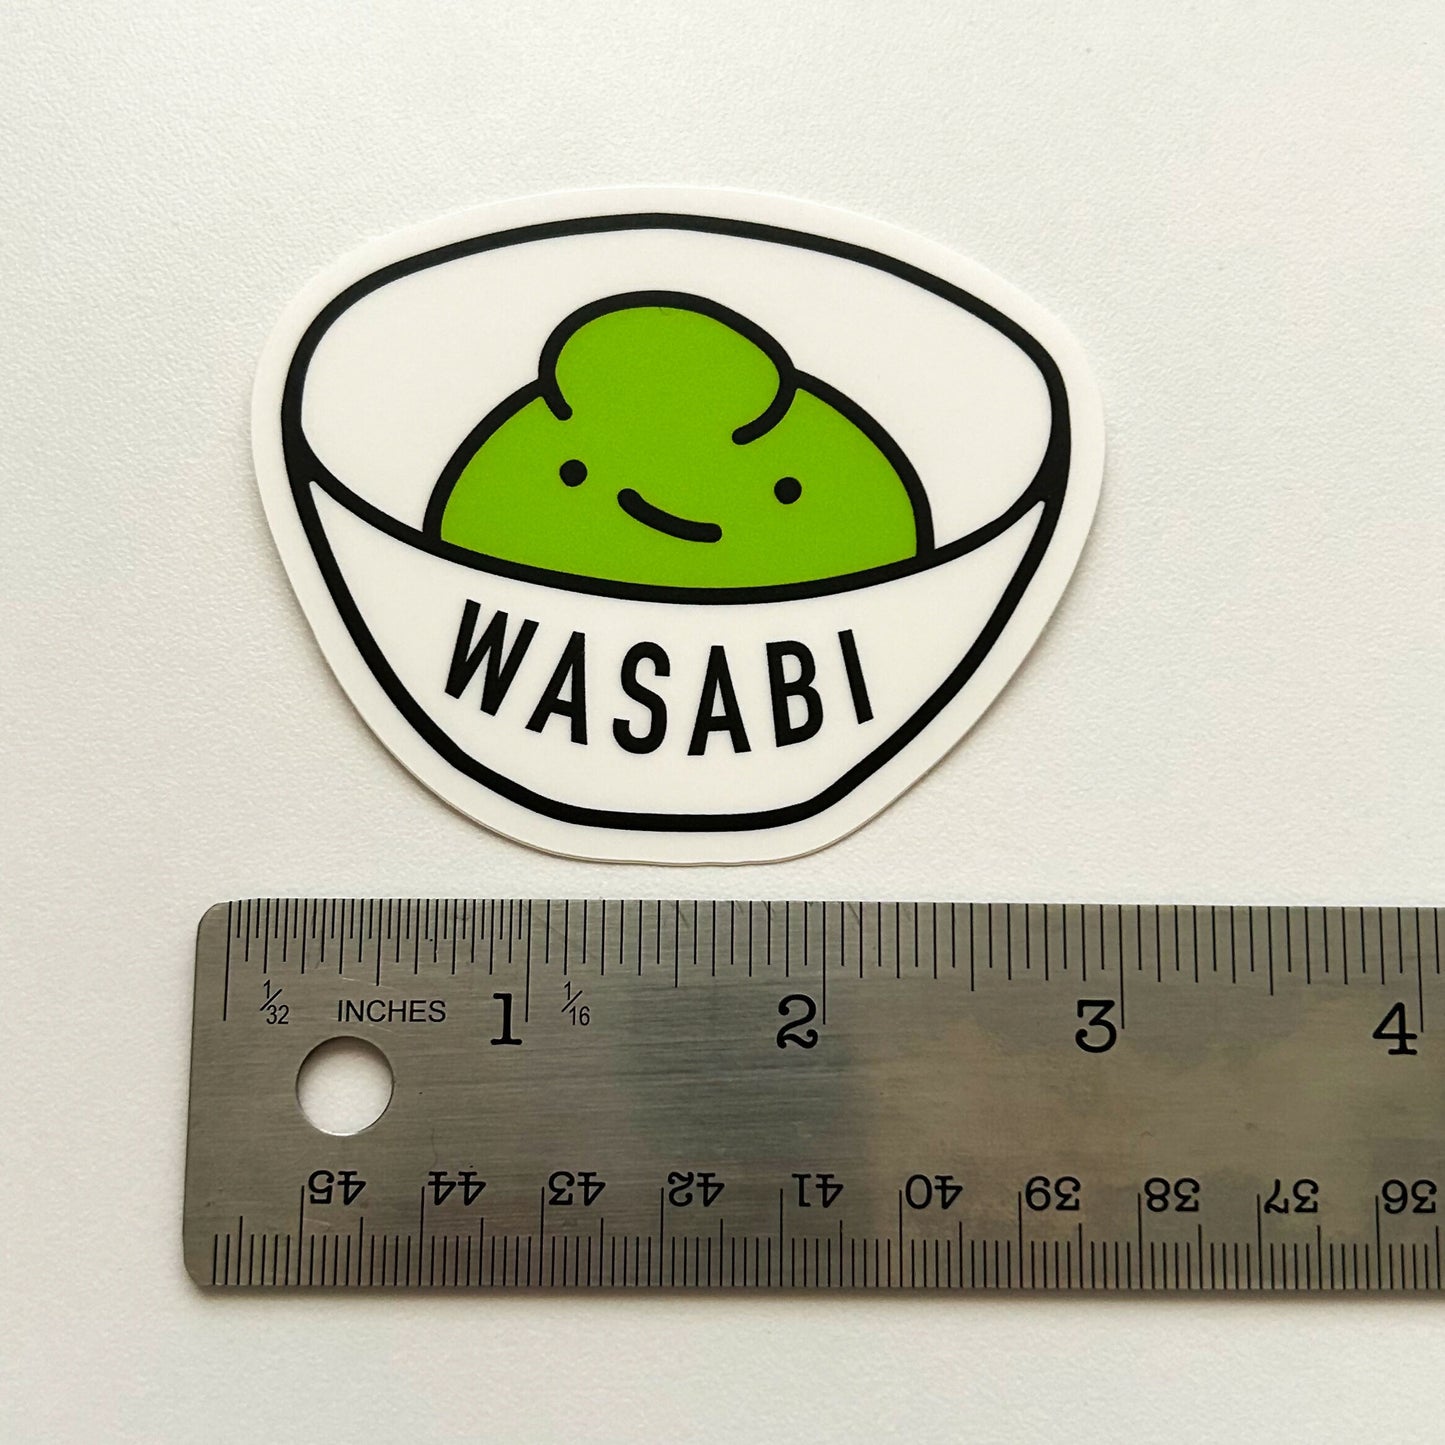 WASABI
1/32 INCHES 1 1/16 2 3 4
45 44 43 42 41 40 39 38 37 36